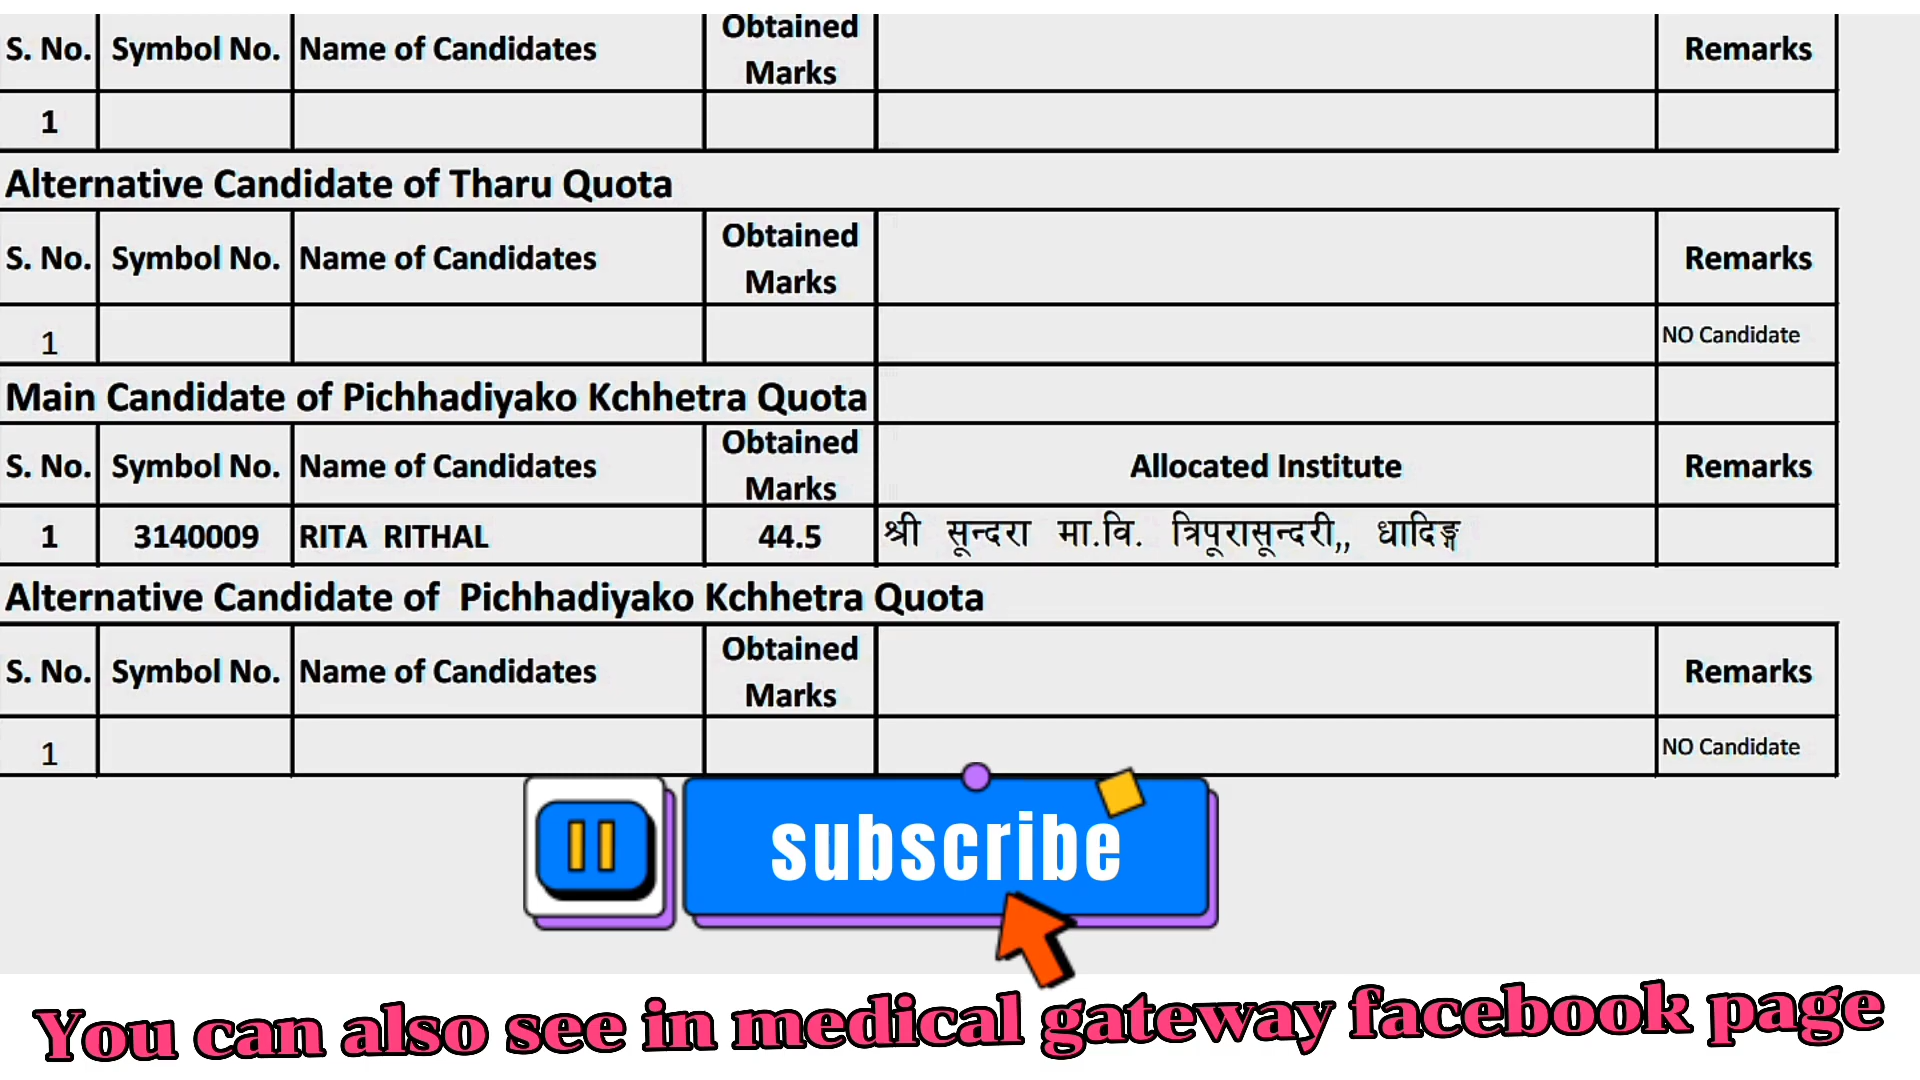 S. No. Symbol No. Name of Candidates Obtained Marks Remarks
1
Alternative Candidate of Tharu Quota
S. No. Symbol No. Name of Candidates Obtained Marks Remarks
1 NO Candidate
Main Candidate of Pichhadiyako Kchhetra Quota
S. No. Symbol No. Name of Candidates Obtained Marks Allocated Institute Remarks
1 3140009 RITA RITHAL 44.5 श्री सून्दरा मा.वि. त्रिपूरासून्दरी,, धादिङ्ग
Alternative Candidate of Pichhadiyako Kchhetra Quota
S. No. Symbol No. Name of Candidates Obtained Marks Remarks
1 NO Candidate
subscribe
You can also see in medical gateway facebook page